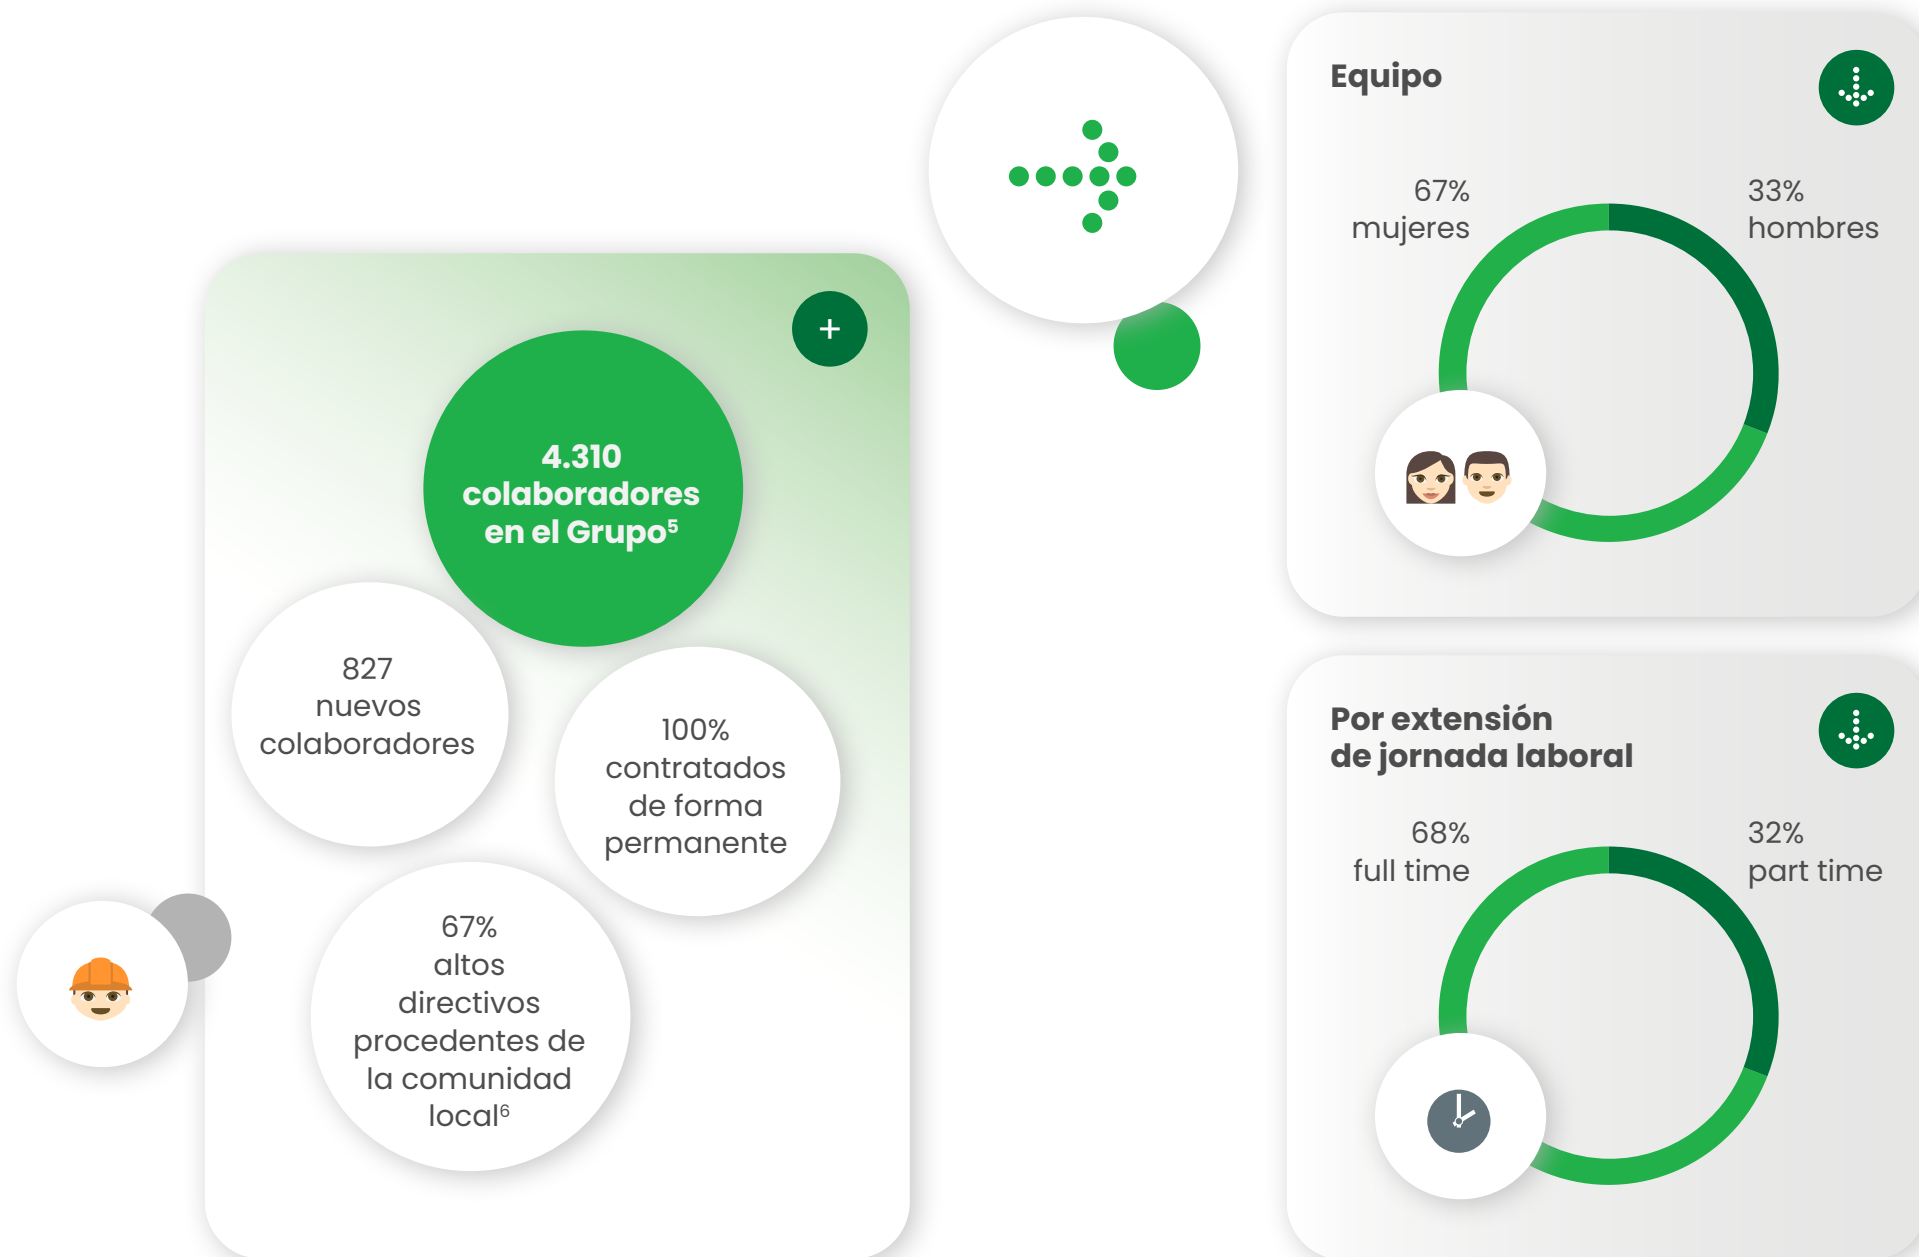 +
4.310
colaboradores
en el Grupo⁵
827
nuevos
colaboradores
100%
contratados
de forma
permanente
67%
altos
directivos
procedentes de
la comunidad
local⁶
Equipo
67%
mujeres
33%
hombres
Por extensión
de jornada laboral
68%
full time
32%
part time